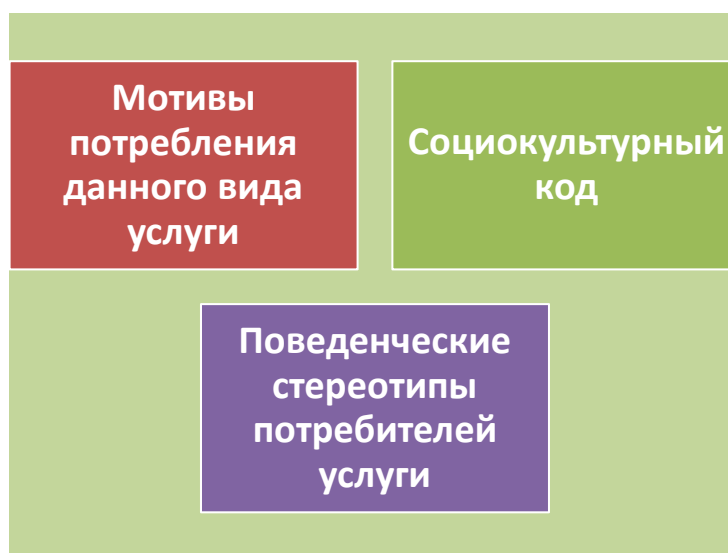 Мотивы
потребления
данного вида
услуги
Социокультурный
код
Поведенческие
стереотипы
потребителей
услуги